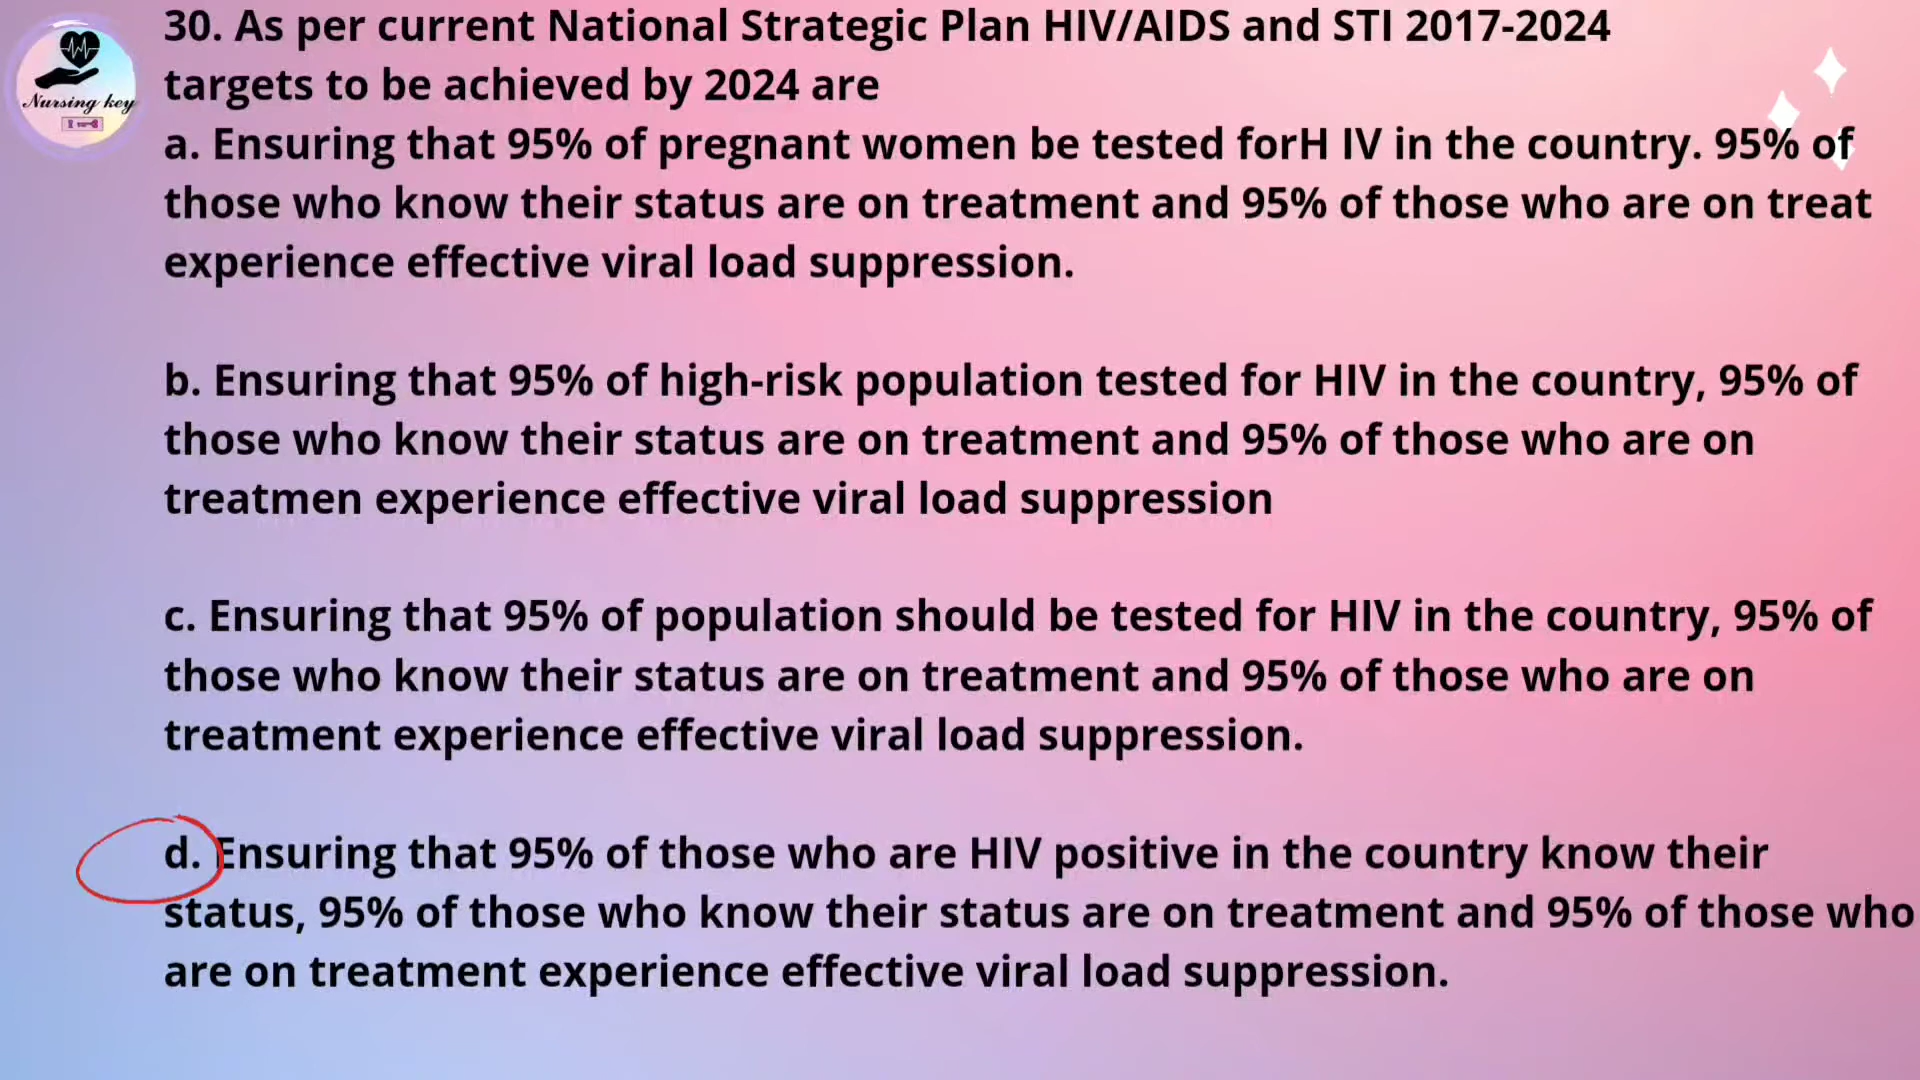 Nursing key
30. As per current National Strategic Plan HIV/AIDS and STI 2017-2024
targets to be achieved by 2024 are
a. Ensuring that 95% of pregnant women be tested forH IV in the country. 95% of
those who know their status are on treatment and 95% of those who are on treat
experience effective viral load suppression.
b. Ensuring that 95% of high-risk population tested for HIV in the country, 95% of
those who know their status are on treatment and 95% of those who are on
treatmen experience effective viral load suppression
c. Ensuring that 95% of population should be tested for HIV in the country, 95% of
those who know their status are on treatment and 95% of those who are on
treatment experience effective viral load suppression.
d. Ensuring that 95% of those who are HIV positive in the country know their
status, 95% of those who know their status are on treatment and 95% of those who
are on treatment experience effective viral load suppression.